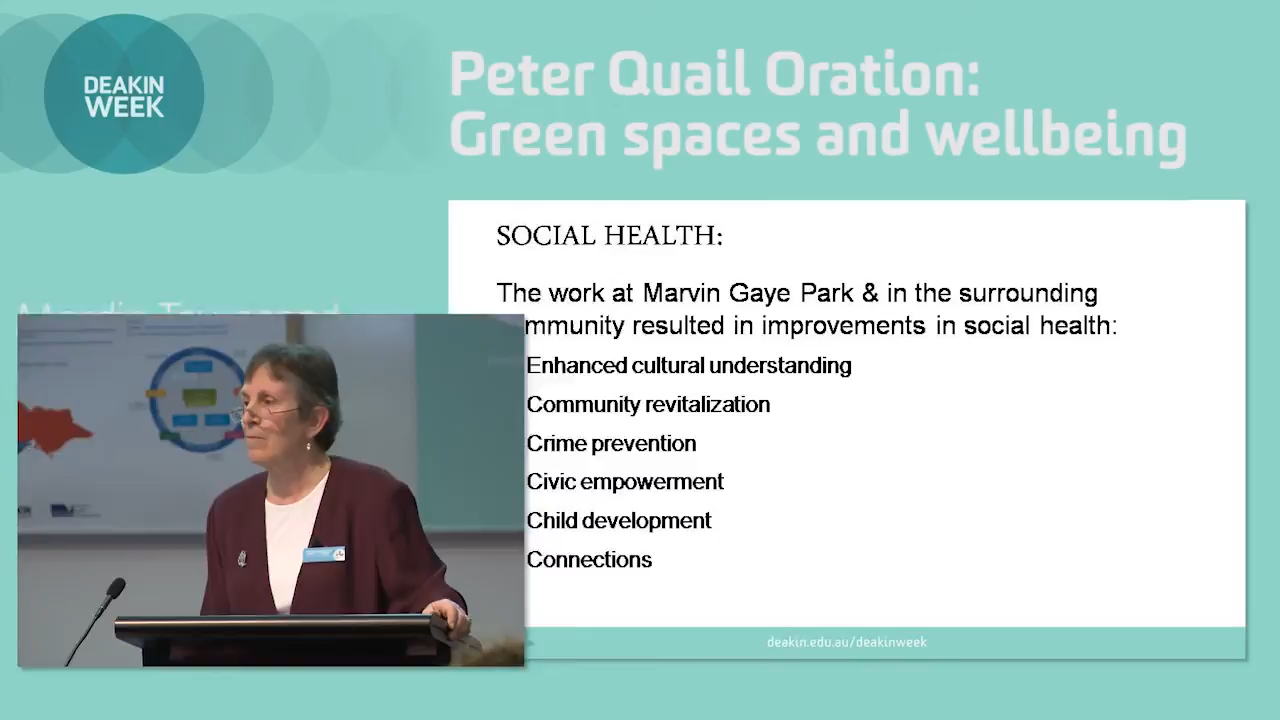 DEAKIN
WEEK
Peter Quail Oration:
Green spaces and wellbeing
SOCIAL HEALTH:
The work at Marvin Gaye Park & in the surrounding
mmunity resulted in improvements in social health:
Enhanced cultural understanding
Community revitalization
Crime prevention
Civic empowerment
Child development
Connections
deakin.edu.au/deakinweek